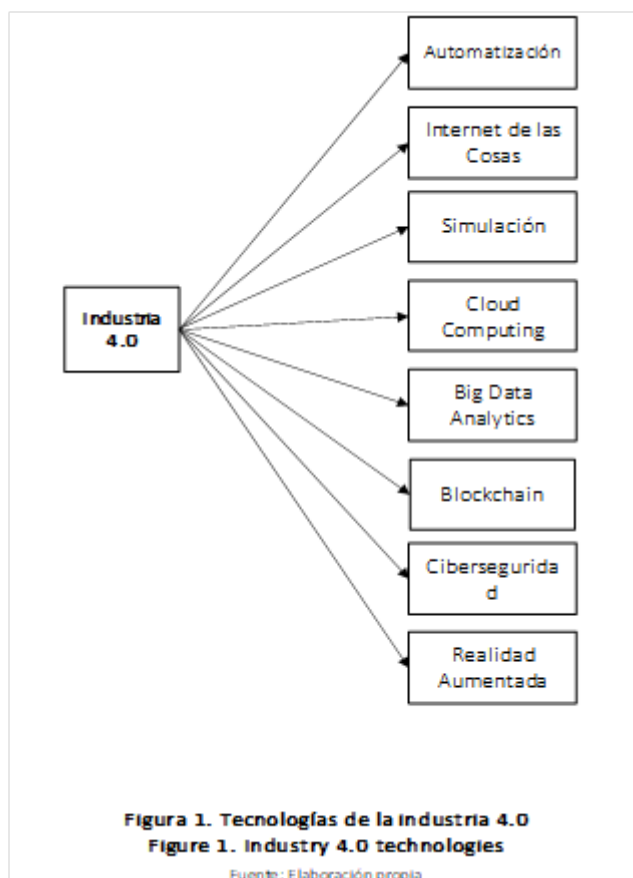 Automatización
Internet de las
Cosas
Simulación
Industria
4.0
Cloud
Computing
Big Data
Analytics
Blockchain
Cibersegurida
d
Realidad
Aumentada
Figura 1. Tecnologías de la industria 4.0
Figure 1. Industry 4.0 technologies
Fuente: Elaboración propia